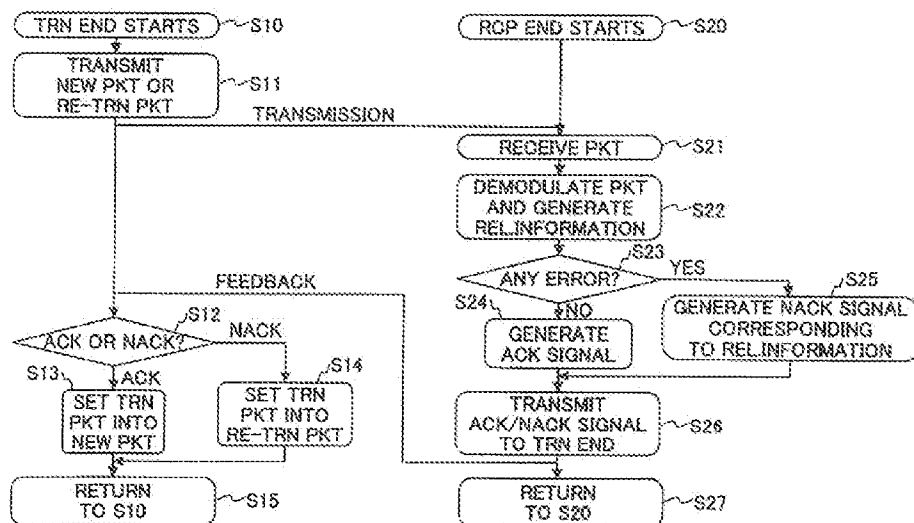 TRN END STARTS
S10
TRANSMIT
NEW PKT OR
RE-TRN PKT
S11
TRANSMISSION
RCP END STARTS
S20
RECEIVE PKT
S21
DEMODULATE PKT
AND GENERATE
REL.INFORMATION
S22
ANY ERROR?
S23
YES
NO
S24
GENERATE
ACK SIGNAL
S25
GENERATE NACK SIGNAL
CORRESPONDING
TO REL.INFORMATION
TRANSMIT
ACK/NACK SIGNAL
TO TRN END
S26
RETURN
TO S20
S27
FEEDBACK
ACK OR NACK?
S12
NACK
ACK
S13
SET TRN
PKT INTO
NEW PKT
S14
SET TRN
PKT INTO
RE-TRN PKT
RETURN
TO S10
S15